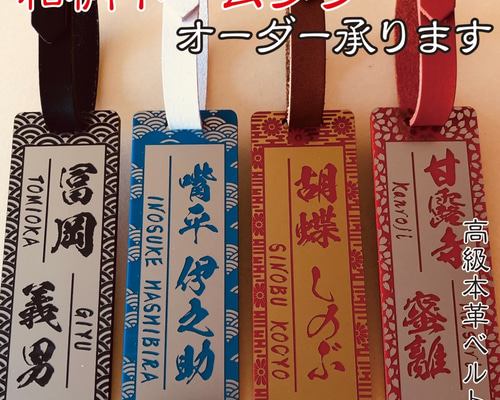 オーダー承ります
冨岡 義男
TOMIOKA
GIYU
嘴平 伊之助
INOSUKE HASHIBIRA
胡蝶 しのぶ
SINOBU KOCYO
甘露寺 蜜離
Kanroji
高級本革ベルト